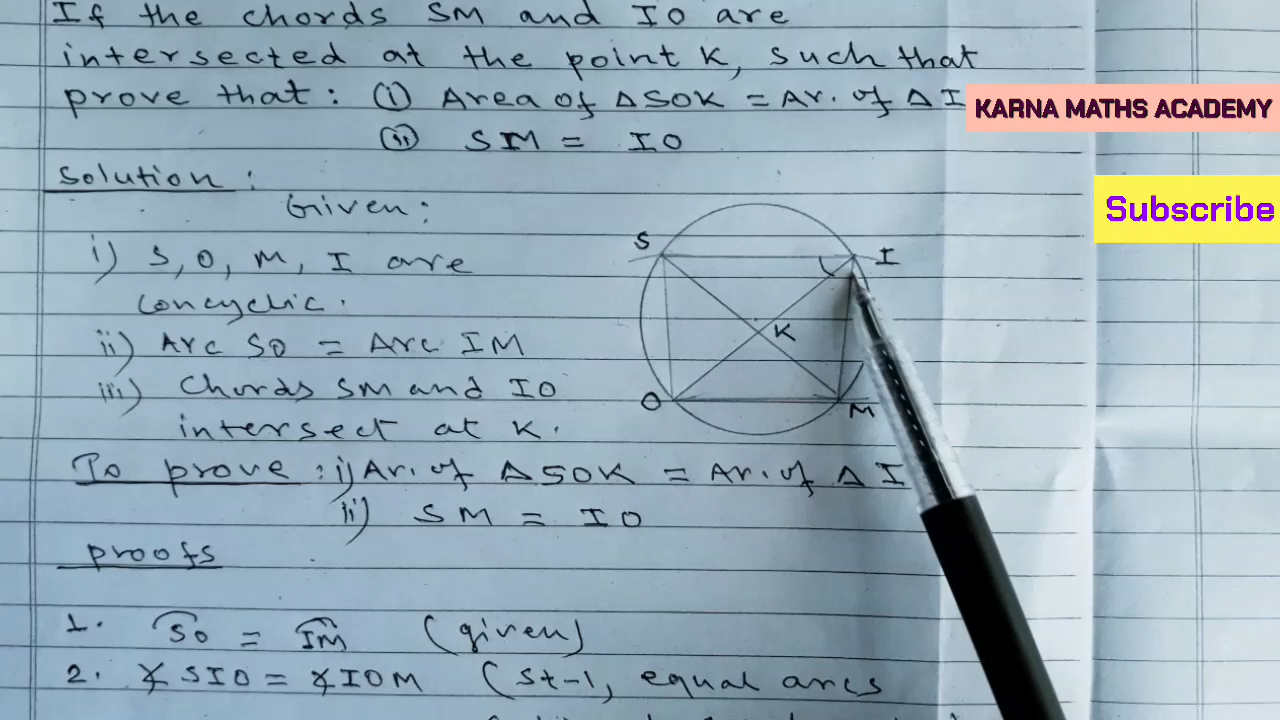 If the chords SM and IO are
intersected at the point K, such that
prove that: (i) Area of ΔSOK = Ar. of ΔI
KARNA MATHS ACADEMY
(ii) SM = IO
Solution:
Subscribe
Given:
S
i) S, O, M, I are
I
concyclic.
K
ii) Arc SO = Arc IM
iii) Chords SM and IO
O
M
intersect at K.
To prove: i) Ar. of ΔSOK = Ar. of ΔI
ii) SM = IO
proofs
1. S͡O = I͡M (given)
2. ∡SIO = ∡IOM (St-1, equal arcs